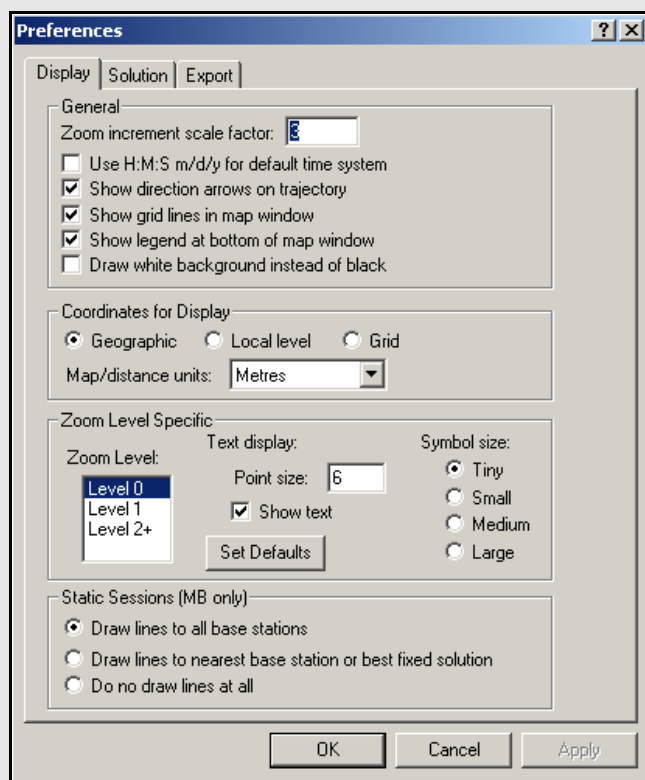 Preferences
Display Solution Export
General
Zoom increment scale factor: 3
Use H:M:S m/d/y for default time system
Show direction arrows on trajectory
Show grid lines in map window
Show legend at bottom of map window
Draw white background instead of black
Coordinates for Display
Geographic Local level Grid
Map/distance units: Metres
Zoom Level Specific
Zoom Level:
Level 0
Level 1
Level 2+
Text display:
Point size: 6
Show text
Set Defaults
Symbol size:
Tiny
Small
Medium
Large
Static Sessions (MB only)
Draw lines to all base stations
Draw lines to nearest base station or best fixed solution
Do no draw lines at all
OK Cancel Apply